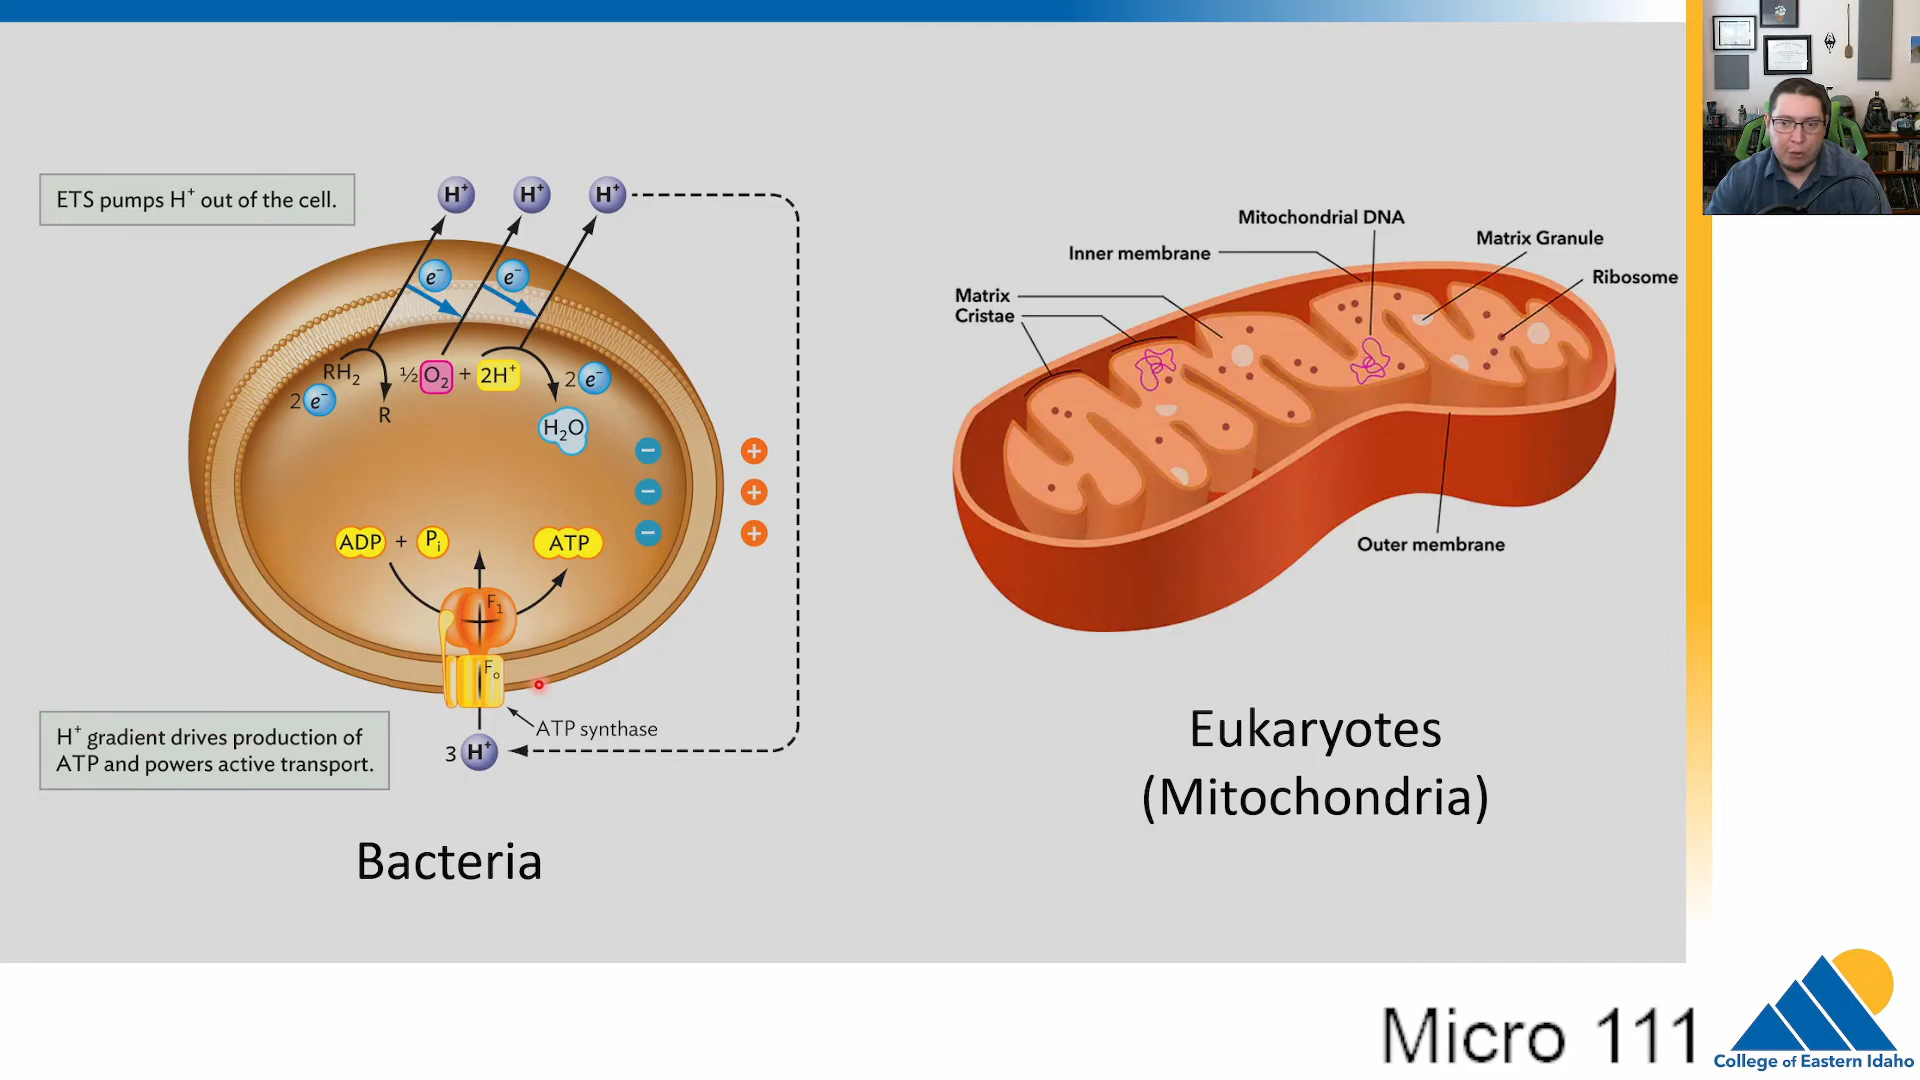 ETS pumps H⁺ out of the cell.
H⁺ H⁺ H⁺
e⁻ e⁻
RH₂
2 e⁻
R
½ O₂ + 2H⁺
2 e⁻
H₂O
− +
− +
− +
ADP + Pᵢ
ATP
F₁
F₀
ATP synthase
3 H⁺
H⁺ gradient drives production of
ATP and powers active transport.
Bacteria
Mitochondrial DNA
Matrix Granule
Inner membrane
Ribosome
Matrix
Cristae
Outer membrane
Eukaryotes
(Mitochondria)
Micro 111
College of Eastern Idaho